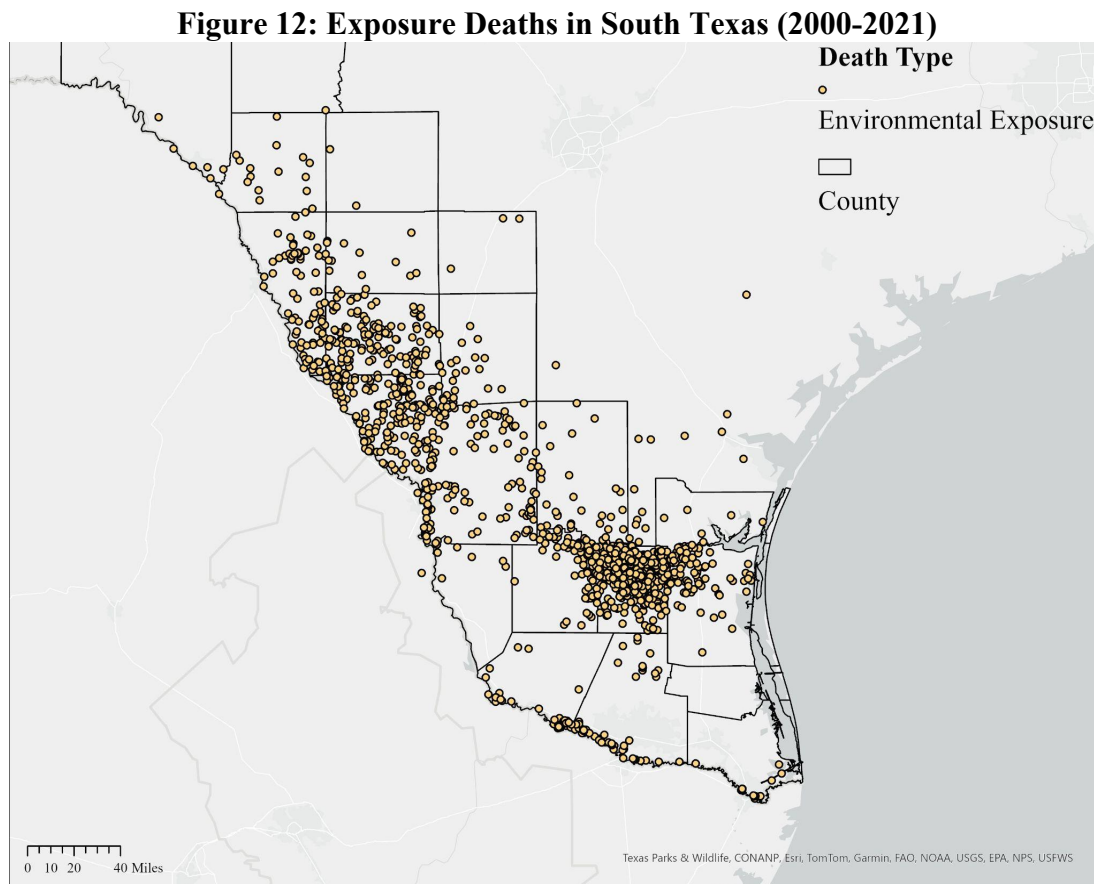 Figure 12: Exposure Deaths in South Texas (2000-2021)
Death Type
Environmental Exposure
County
0 10 20 40 Miles
Texas Parks & Wildlife, CONANP, Esri, TomTom, Garmin, FAO, NOAA, USGS, EPA, NPS, USFWS